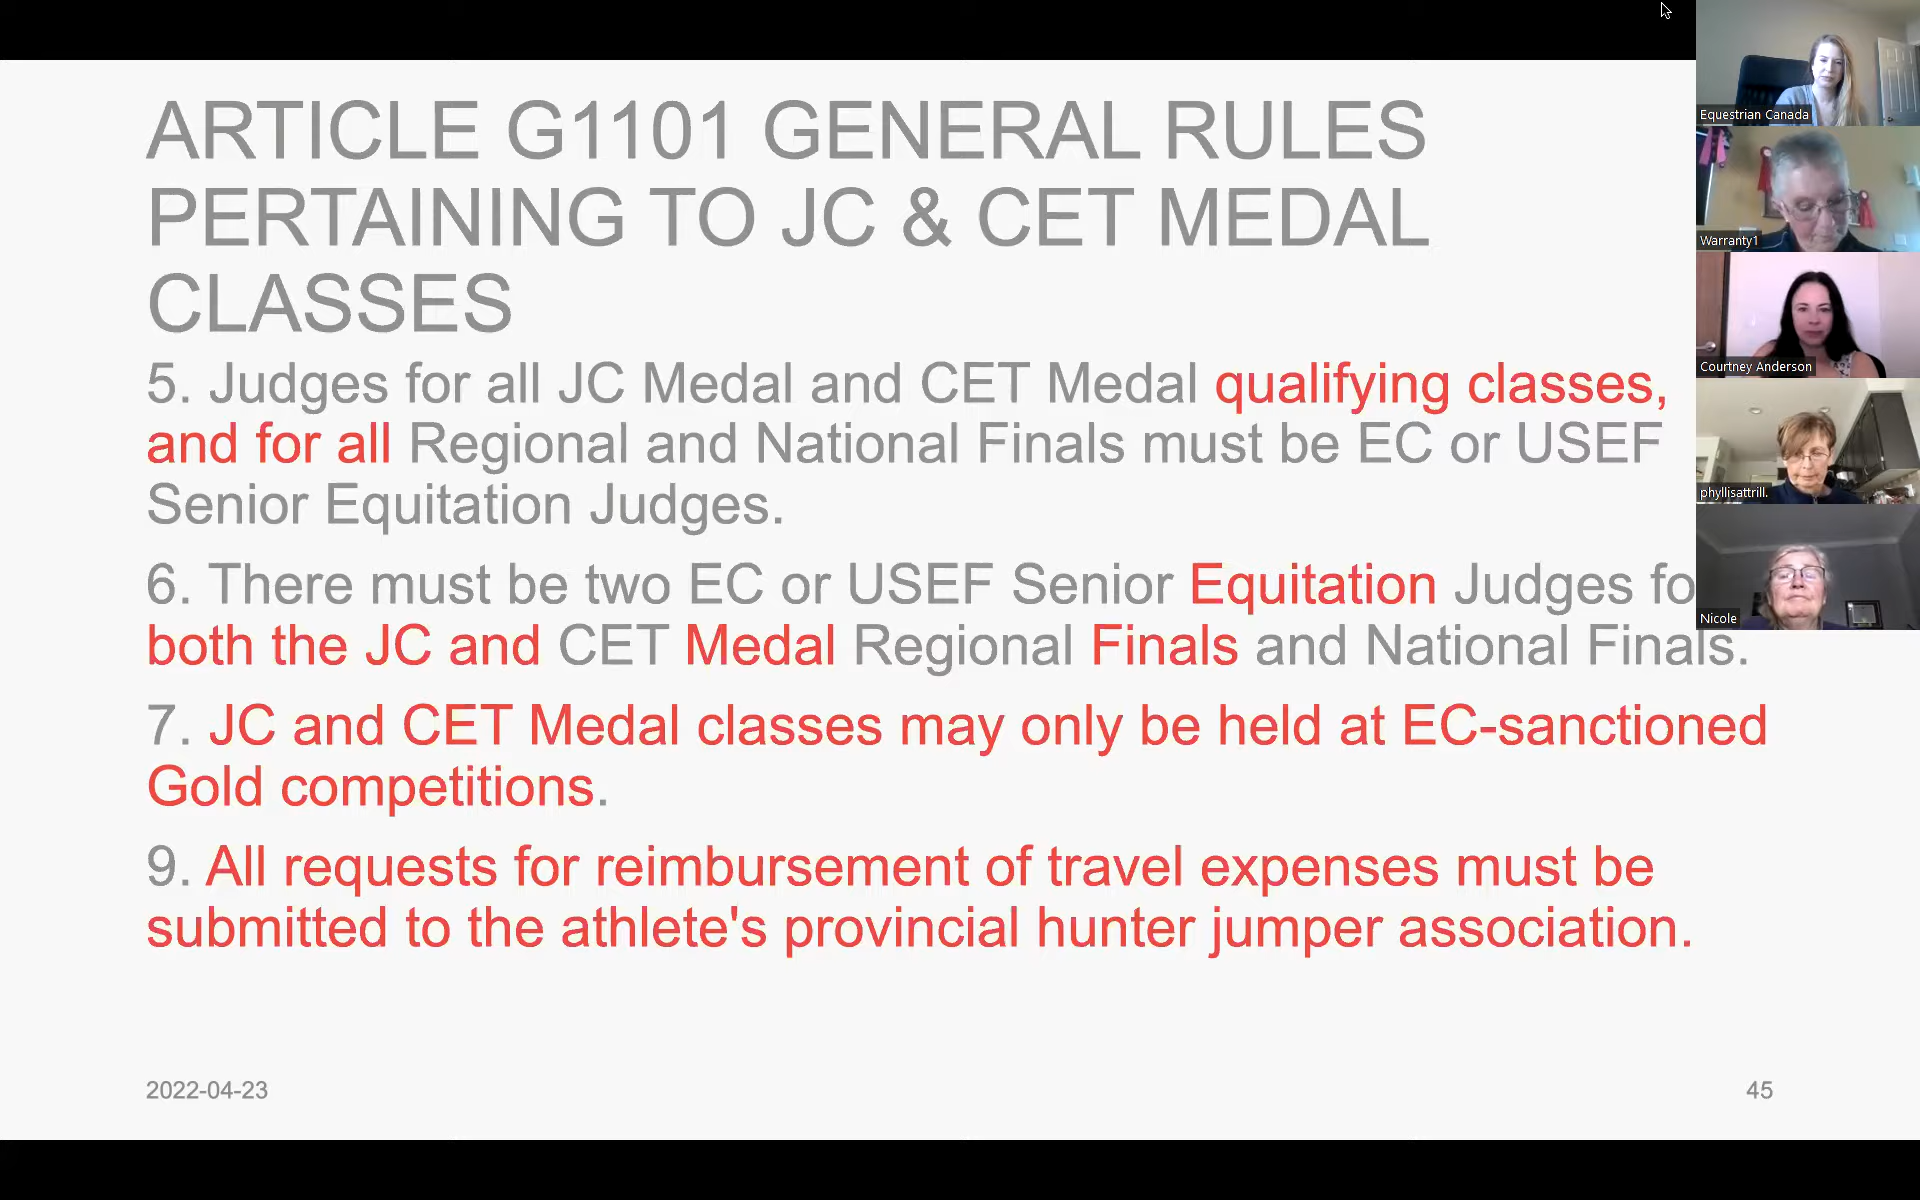 ARTICLE G1101 GENERAL RULES
PERTAINING TO JC & CET MEDAL
CLASSES
5. Judges for all JC Medal and CET Medal qualifying classes,
and for all Regional and National Finals must be EC or USEF
Senior Equitation Judges.
6. There must be two EC or USEF Senior Equitation Judges fo
both the JC and CET Medal Regional Finals and National Finals.
7. JC and CET Medal classes may only be held at EC-sanctioned
Gold competitions.
9. All requests for reimbursement of travel expenses must be
submitted to the athlete's provincial hunter jumper association.
2022-04-23
45
Equestrian Canada
Warranty1
Courtney Anderson
phyllisattrill.
Nicole